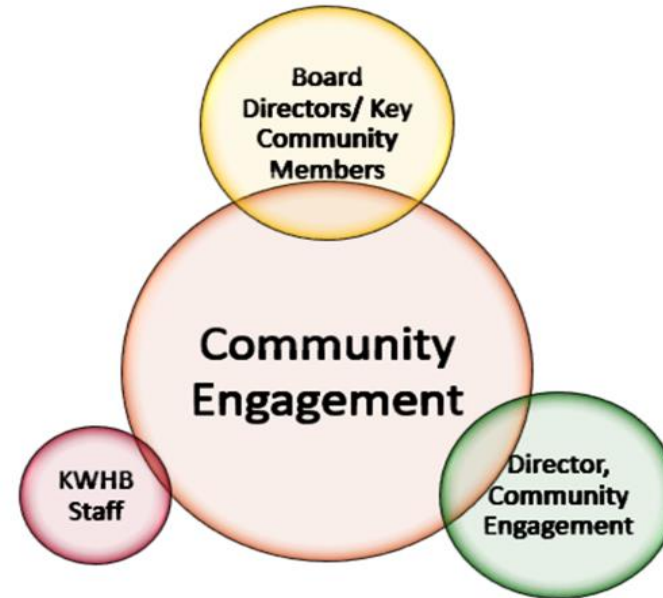 Board
Directors/ Key
Community
Members
Community
Engagement
KWHB
Staff
Director,
Community
Engagement